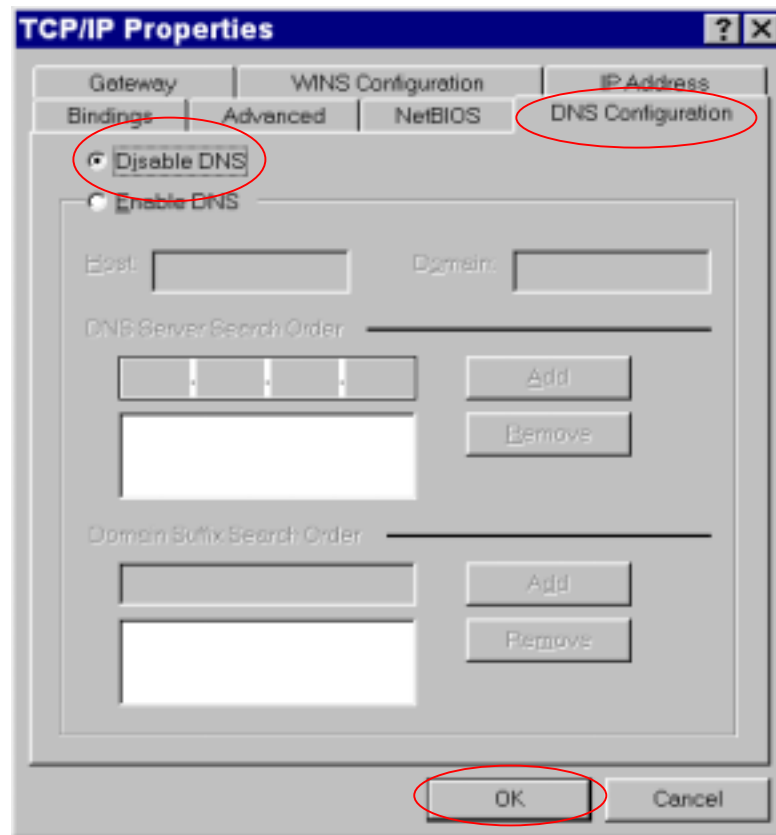 TCP/IP Properties
? X
Gateway WINS Configuration IP Address
Bindings Advanced NetBIOS DNS Configuration
Disable DNS
Enable DNS
Host: Domain:
DNS Server Search Order
. . .
Add
Remove
Domain Suffix Search Order
Add
Remove
OK Cancel